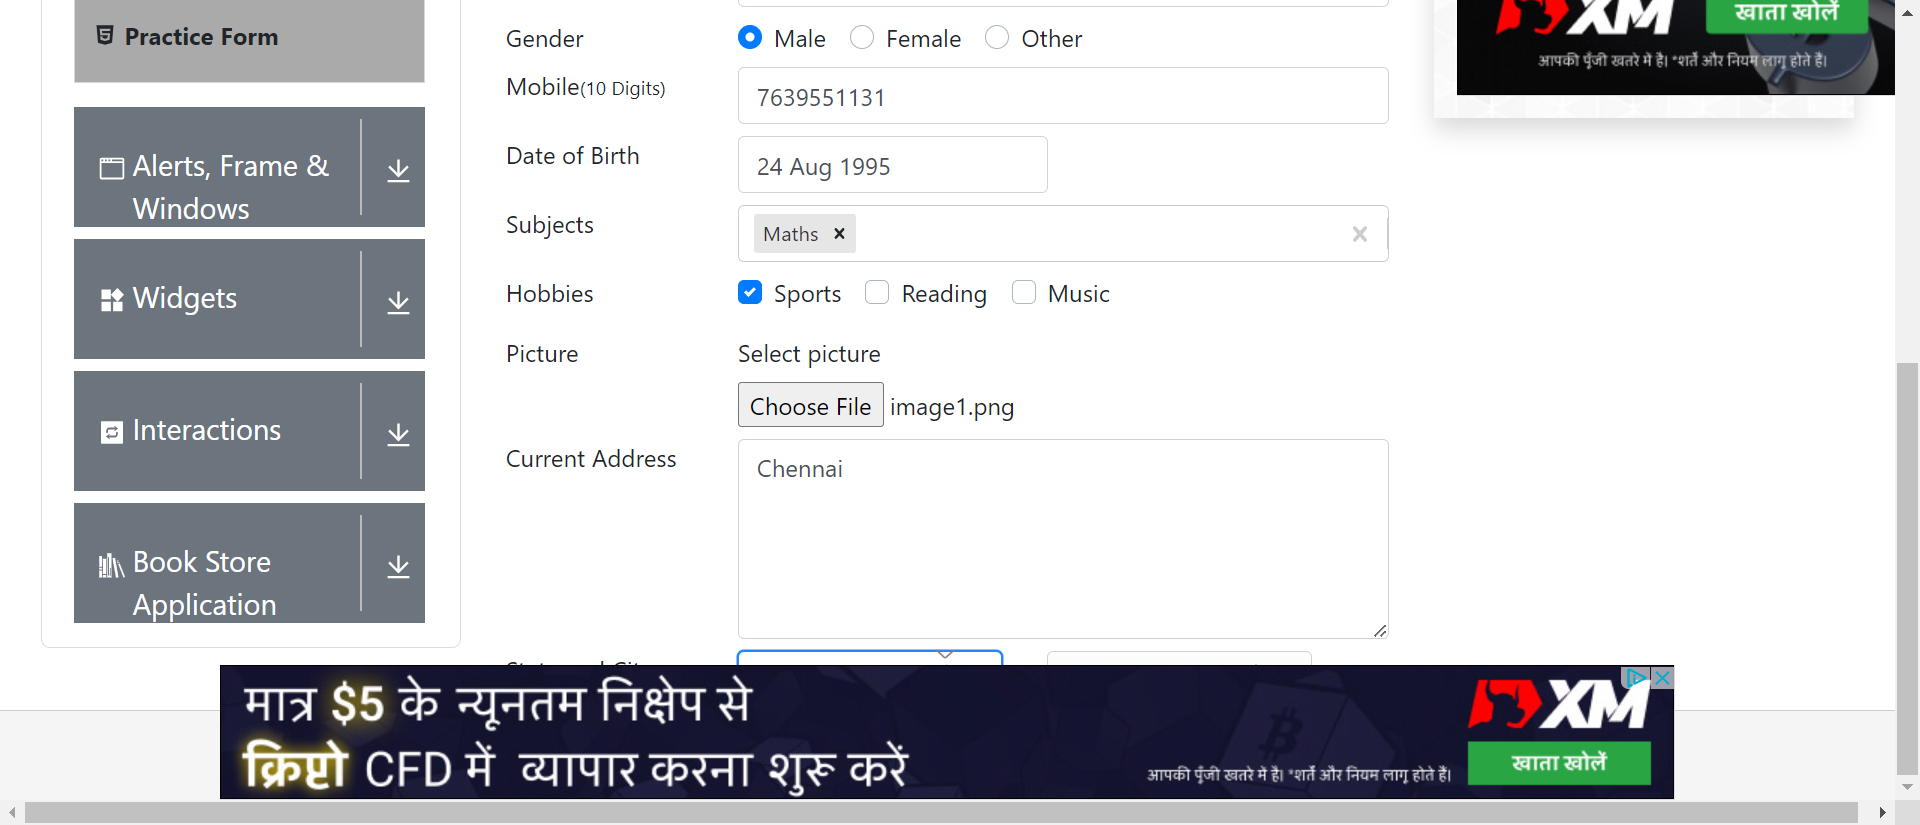 Practice Form
Alerts, Frame &
Windows
Widgets
Interactions
Book Store
Application
Gender
Male
Female
Other
Mobile(10 Digits)
7639551131
Date of Birth
24 Aug 1995
Subjects
Maths
Hobbies
Sports
Reading
Music
Picture
Select picture
Choose File
image1.png
Current Address
Chennai
XM
खाता खोलें
आपकी पूँजी खतरे में है। *शर्तें और नियम लागू होते हैं।
मात्र $5 के न्यूनतम निक्षेप से
क्रिप्टो CFD में व्यापार करना शुरू करें
XM
खाता खोलें
आपकी पूँजी खतरे में है। *शर्तें और नियम लागू होते हैं।